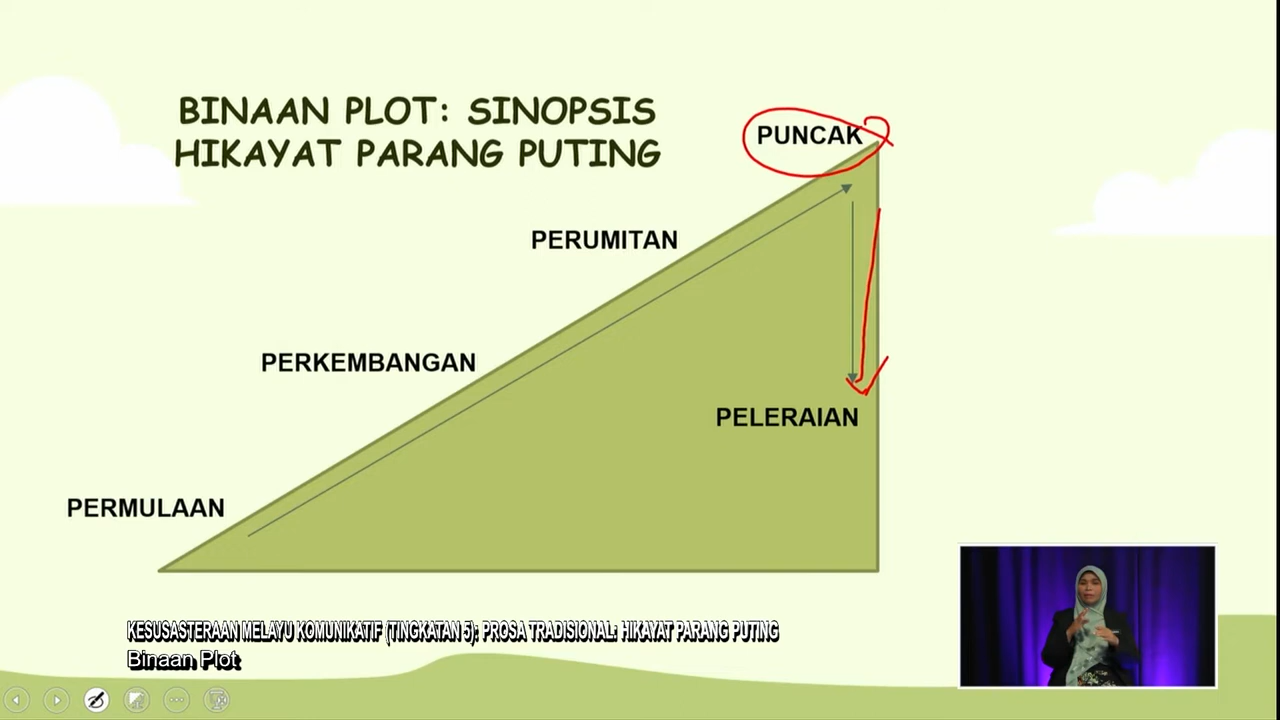 BINAAN PLOT: SINOPSIS
HIKAYAT PARANG PUTING
PUNCAK
PERUMITAN
PERKEMBANGAN
PELERAIAN
PERMULAAN
KESUSASTERAAN MELAYU KOMUNIKATIF (TINGKATAN 5): PROSA TRADISIONAL: HIKAYAT PARANG PUTING
Binaan Plot